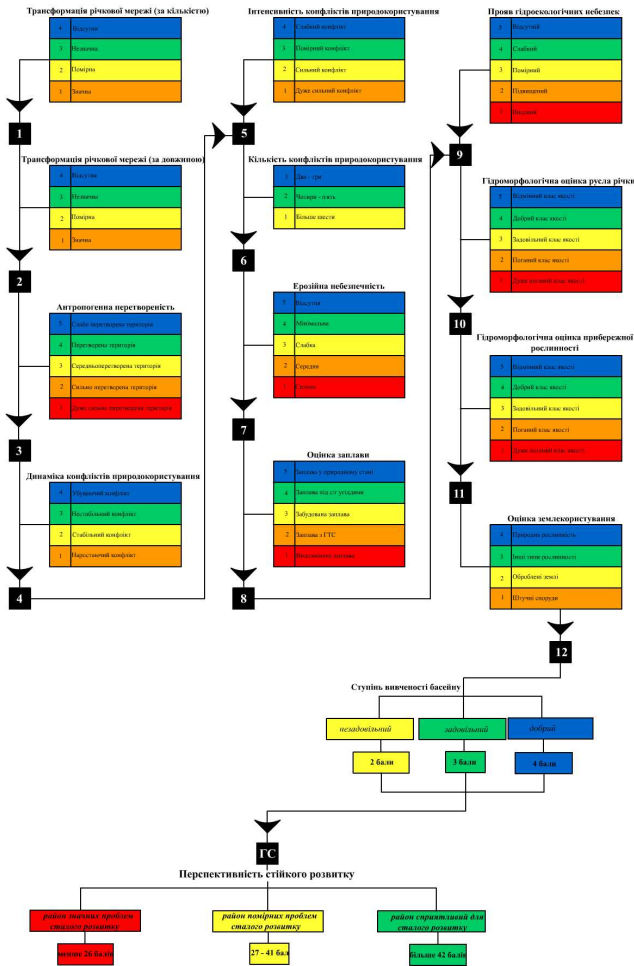 Трансформація річкової мережі (за кількістю)
4 Відсутня
3 Незначна
2 Помірна
1 Значна
1
Трансформація річкової мережі (за довжиною)
4 Відсутня
3 Незначна
2 Помірна
1 Значна
2
Антропогенна перетвореність
5 Слабо перетворена територія
4 Перетворена територія
3 Середньоперетворена територія
2 Сильно перетворена територія
1 Дуже сильно перетворена територія
3
Динаміка конфліктів природокористування
4 Зникаючий конфлікт
3 Нестабільний конфлікт
2 Стабільний конфлікт
1 Наростаючий конфлікт
4
Інтенсивність конфліктів природокористування
4 Слабкий конфлікт
3 Помірний конфлікт
2 Сильний конфлікт
1 Дуже сильний конфлікт
5
Кількість конфліктів природокористування
3 Два - три
2 Чотири - п'ять
1 Більше шести
6
Ерозійна небезпечність
5 Відсутня
4 Мінімальна
3 Слабка
2 Середня
1 Сильна
7
Оцінка заплави
5 Заплава у природному стані
4 Заплава під с/г угіддями
3 Забудована заплава
2 Заплава з ГТС
1 заплава
8
Прояв гідроекологічних небезпек
5 Відсутній
4 Слабкий
3 Помірний
2 Підвищений
1
9
Гідроморфологічна оцінка русла річки
5 Відмінний клас якості
4 Добрий клас якості
3 Задовільний клас якості
2 Поганий клас якості
1 Дуже поганий клас якості
10
Гідроморфологічна оцінка прибережної
рослинності
5 Відмінний клас якості
4 Добрий клас якості
3 Задовільний клас якості
2 Поганий клас якості
1 Дуже поганий клас якості
11
Оцінка землекористування
4 Природна рослинність
3 Інші типи рослинності
2 Оброблені землі
1 Штучні споруди
12
Ступінь вивченості басейну
незадовільний
задовільний
добрий
2 бали
3 бали
4 бали
ГС
Перспективність стійкого розвитку
район значних проблем
сталого розвитку
район помірних проблем
сталого розвитку
район сприятливий для
сталого розвитку
менше 26 балів
27 - 41 бал
більше 42 балів